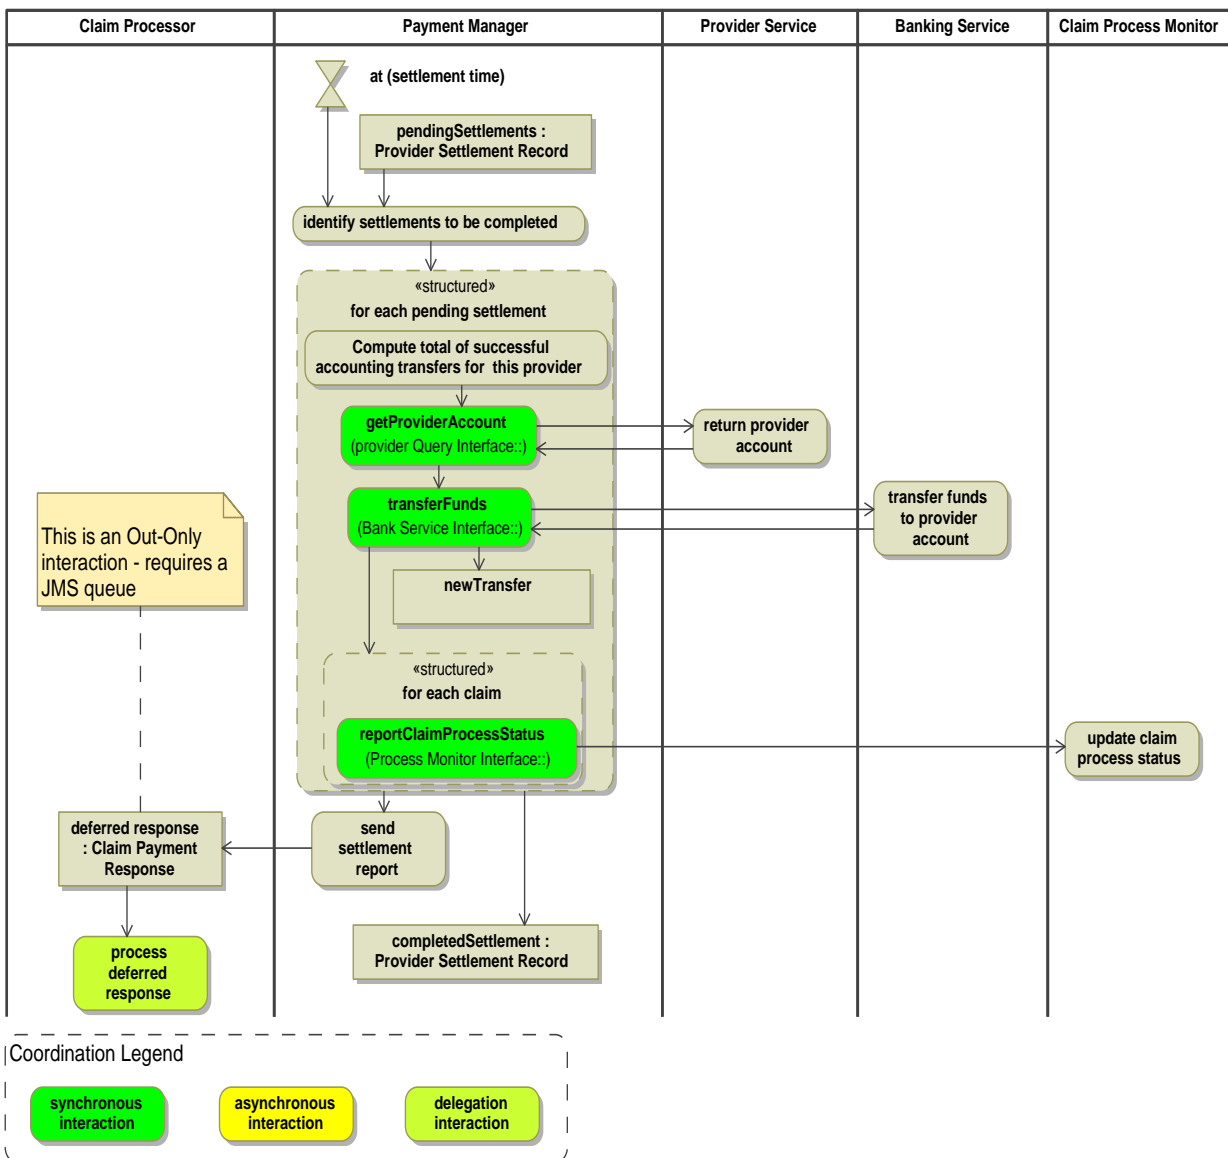 Claim Processor
Payment Manager
Provider Service
Banking Service
Claim Process Monitor
at (settlement time)
pendingSettlements :
Provider Settlement Record
identify settlements to be completed
«structured»
for each pending settlement
Compute total of successful
accounting transfers for this provider
getProviderAccount
(provider Query Interface::)
return provider
account
transferFunds
(Bank Service Interface::)
transfer funds
to provider
account
This is an Out-Only
interaction - requires a
JMS queue
newTransfer
«structured»
for each claim
reportClaimProcessStatus
(Process Monitor Interface::)
update claim
process status
deferred response
: Claim Payment
Response
send
settlement
report
process
deferred
response
completedSettlement :
Provider Settlement Record
Coordination Legend
synchronous
interaction
asynchronous
interaction
delegation
interaction